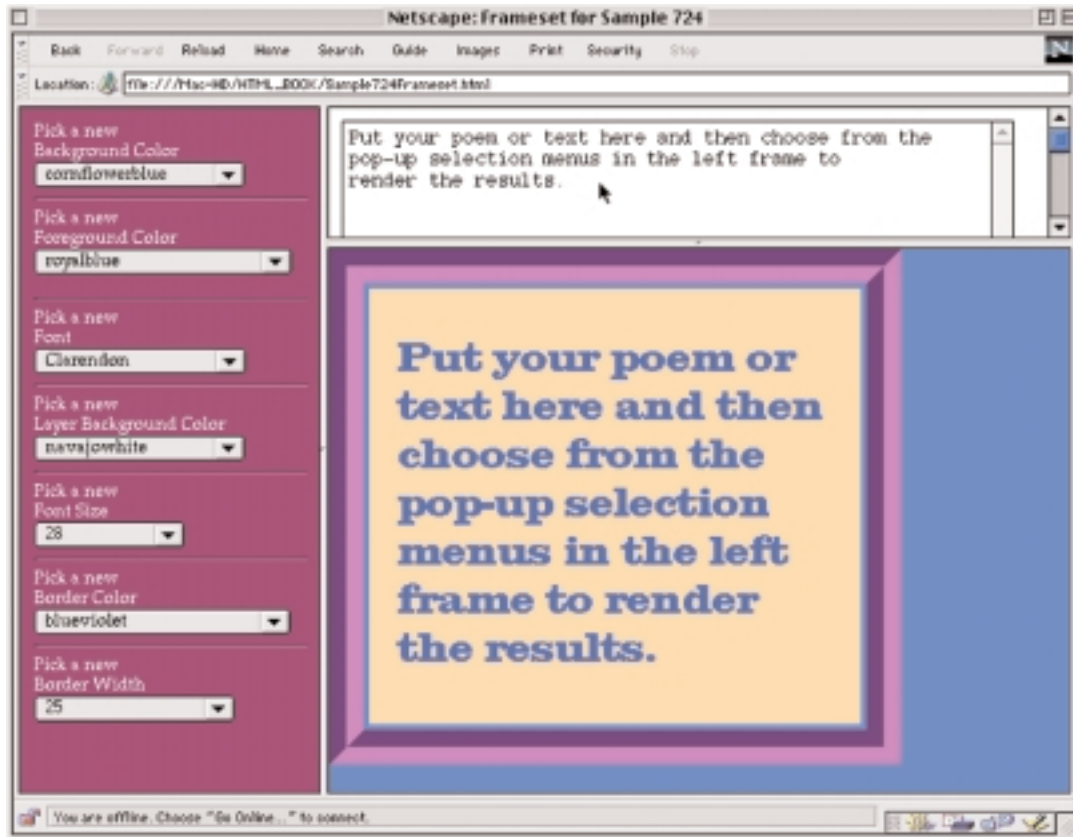 Netscape: Frameset for Sample 724
Back Forward Reload Home Search Guide Images Print Security Stop
N
Location: file:///Mac-HD/HTML_BOOK/Sample724Frameset.html
Pick a new
Background Color
cornflowerblue
Pick a new
Foreground Color
royalblue
Pick a new
Font
Clarendon
Pick a new
Layer Background Color
navajowhite
Pick a new
Font Size
28
Pick a new
Border Color
blueviolet
Pick a new
Border Width
25
Put your poem or text here and then choose from the
pop-up selection menus in the left frame to
render the results.
Put your poem or
text here and then
choose from the
pop-up selection
menus in the left
frame to render
the results.
You are offline. Choose "Go Online..." to connect.